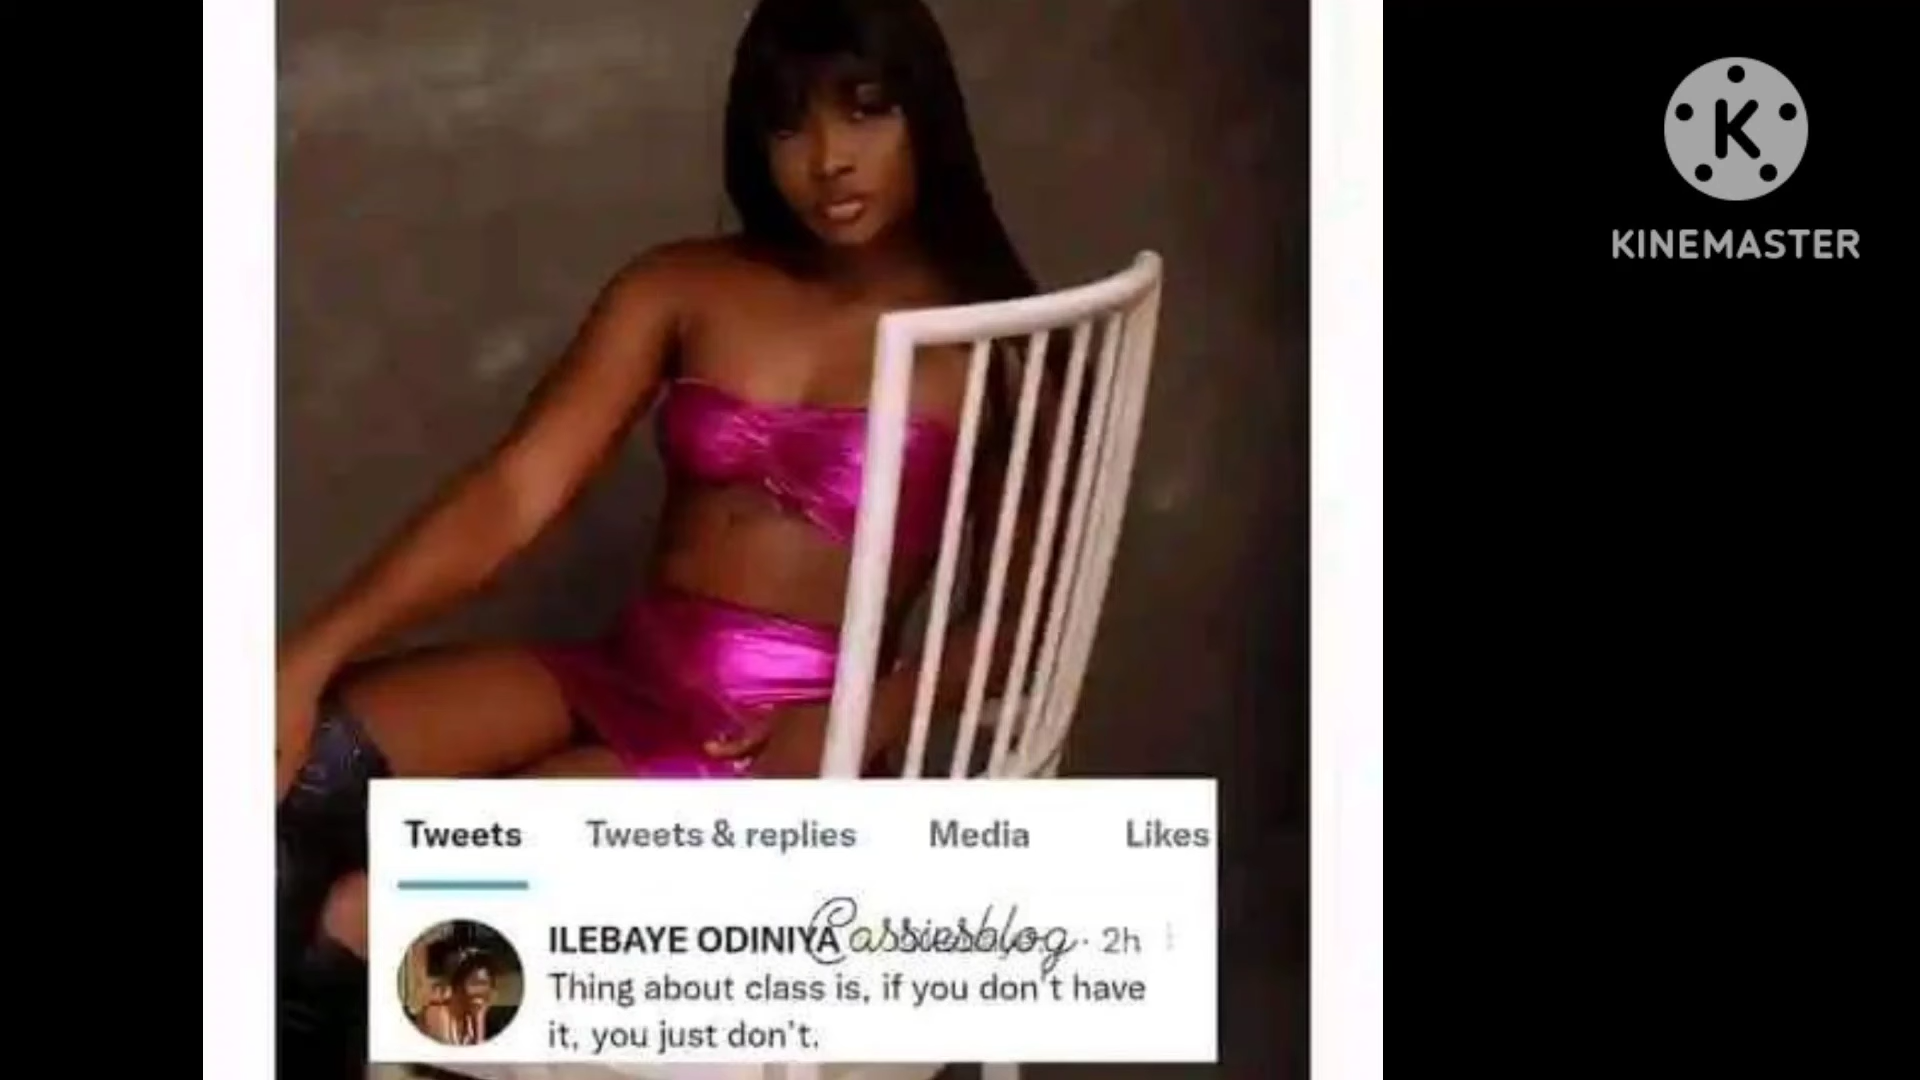 KINEMASTER
Tweets Tweets & replies Media Likes
ILEBAYE ODINIYA Cassiesblog · 2h
Thing about class is, if you don't have
it, you just don't.